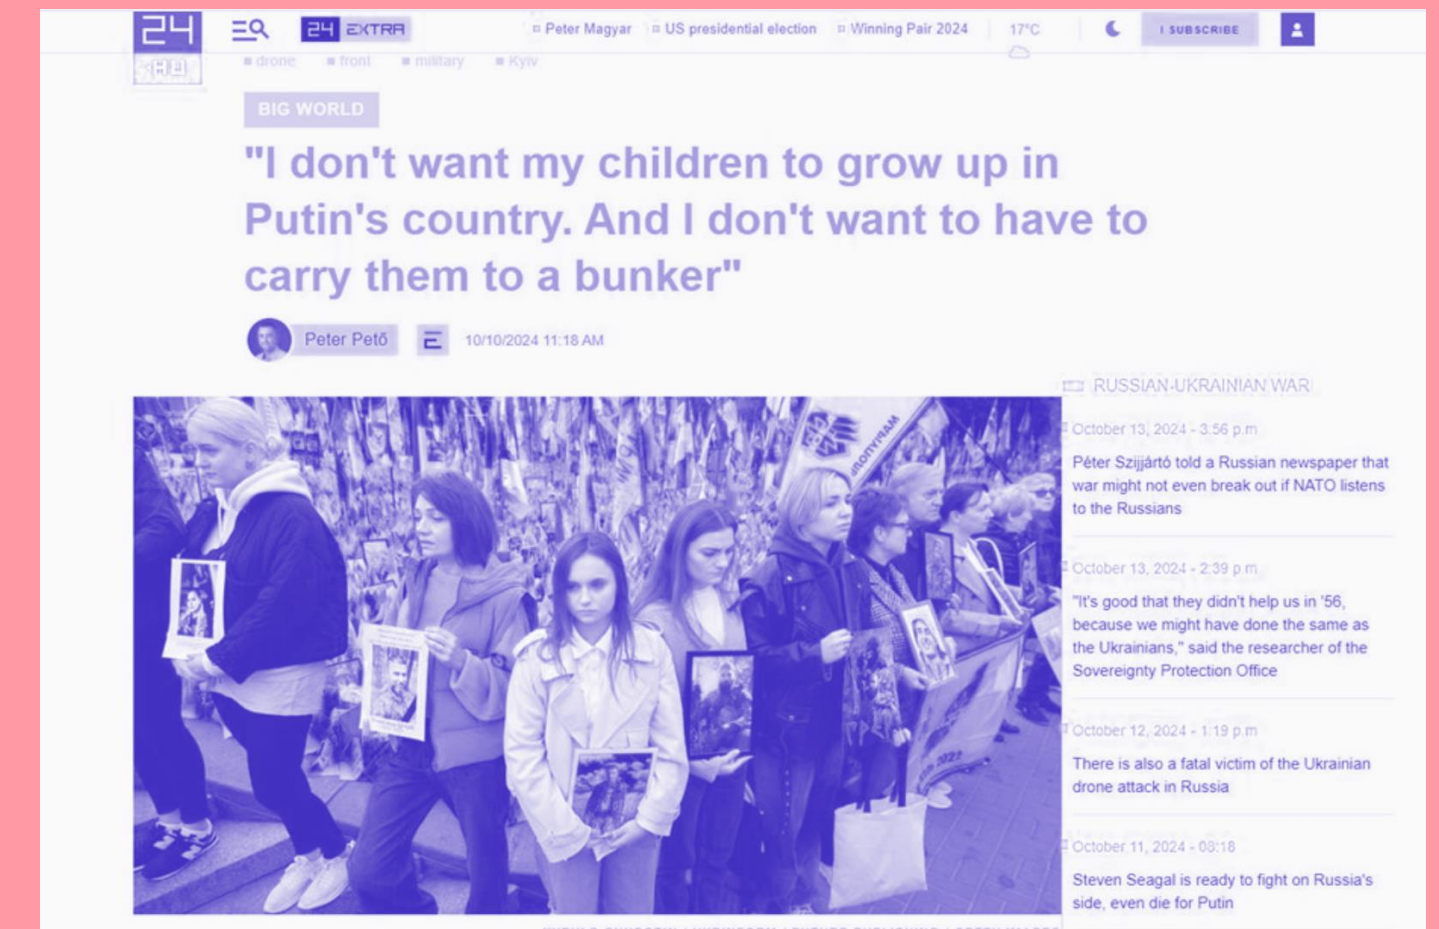 24
EXTRA
Peter Magyar
US presidential election
Winning Pair 2024
17°C
I SUBSCRIBE
24
.HU
drone
front
military
Kyiv
BIG WORLD
"I don't want my children to grow up in
Putin's country. And I don't want to have to
carry them to a bunker"
Peter Pető
E
10/10/2024 11:18 AM
RUSSIAN-UKRAINIAN WAR
October 13, 2024 - 3:56 p.m
Péter Szijjártó told a Russian newspaper that
war might not even break out if NATO listens
to the Russians
October 13, 2024 - 2:39 p.m
"It's good that they didn't help us in '56,
because we might have done the same as
the Ukrainians," said the researcher of the
Sovereignty Protection Office
October 12, 2024 - 1:19 p.m
There is also a fatal victim of the Ukrainian
drone attack in Russia
October 11, 2024 - 08:18
Steven Seagal is ready to fight on Russia's
side, even die for Putin